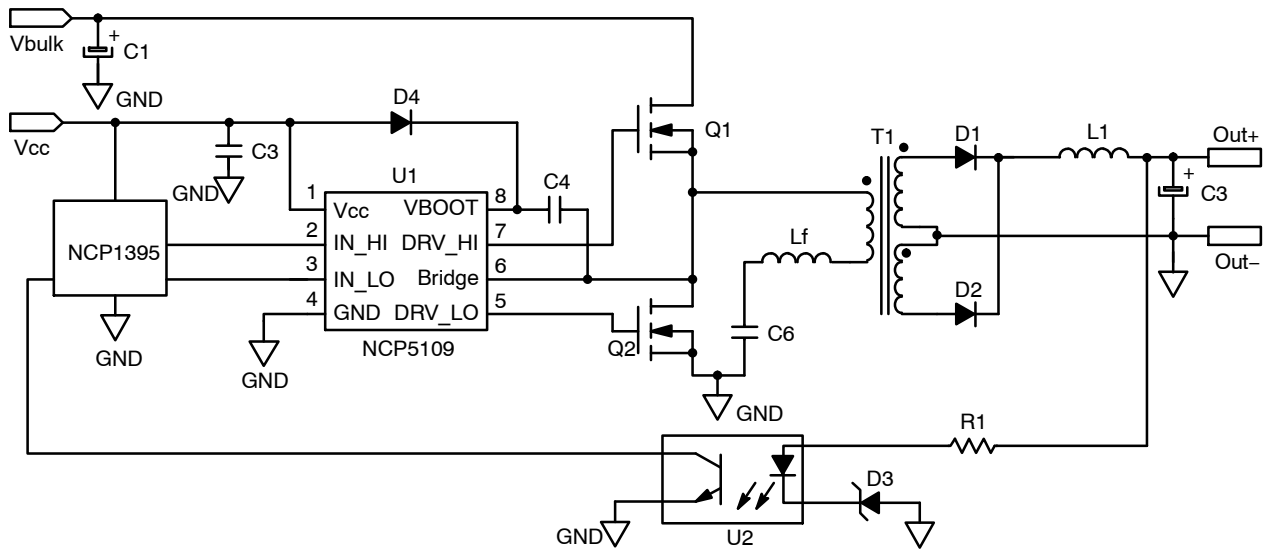 Vbulk
+
C1
GND
Vcc
D4
C3
GND
U1
1
Vcc
VBOOT
8
C4
2
IN_HI
DRV_HI
7
3
IN_LO
Bridge
6
4
GND
DRV_LO
5
NCP5109
GND
NCP1395
GND
Q1
Q2
Lf
C6
GND
T1
D1
D2
L1
Out+
+
C3
Out−
R1
D3
U2
GND